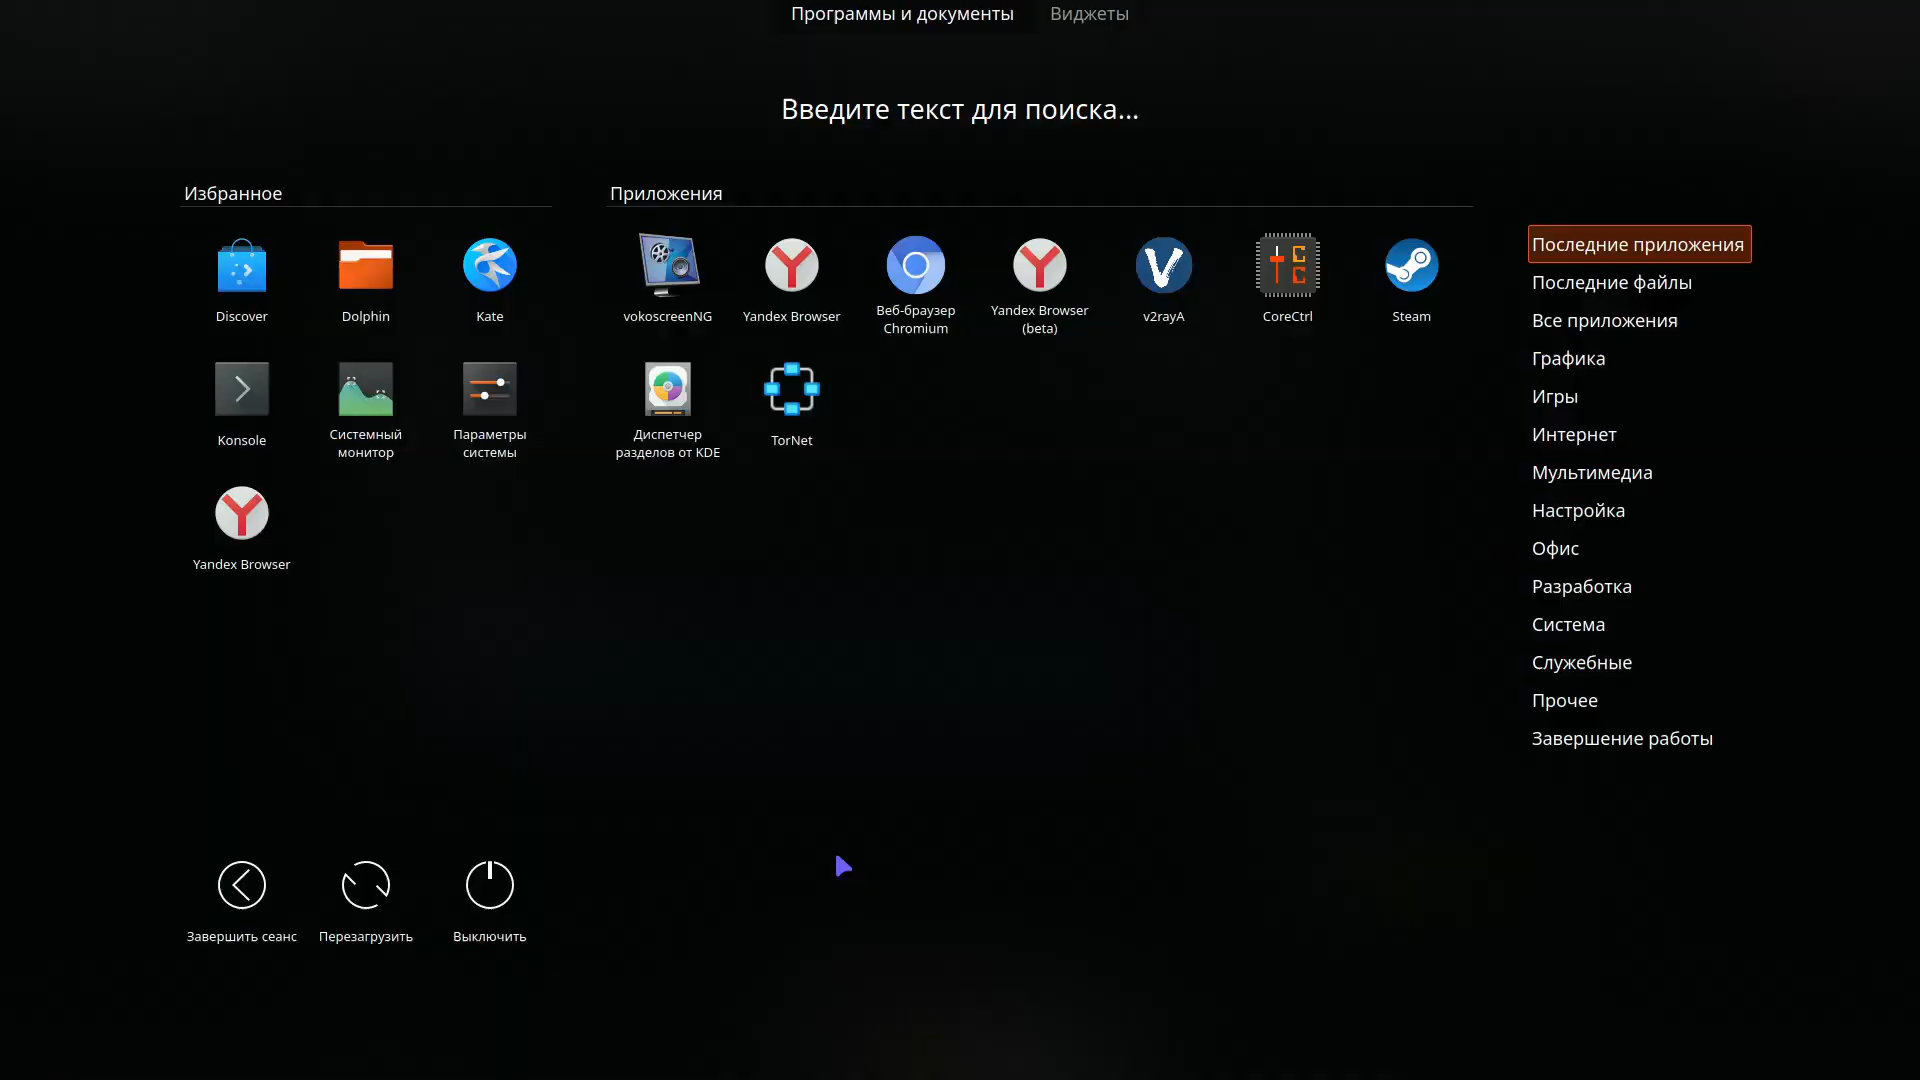 Программы и документы
Виджеты
Введите текст для поиска...
Избранное
Discover
Dolphin
Kate
Konsole
Системный
монитор
Параметры
системы
Yandex Browser
Приложения
vokoscreenNG
Yandex Browser
Веб-браузер
Chromium
Yandex Browser
(beta)
v2rayA
CoreCtrl
Steam
Диспетчер
разделов от KDE
TorNet
Последние приложения
Последние файлы
Все приложения
Графика
Игры
Интернет
Мультимедиа
Настройка
Офис
Разработка
Система
Служебные
Прочее
Завершение работы
Завершить сеанс
Перезагрузить
Выключить